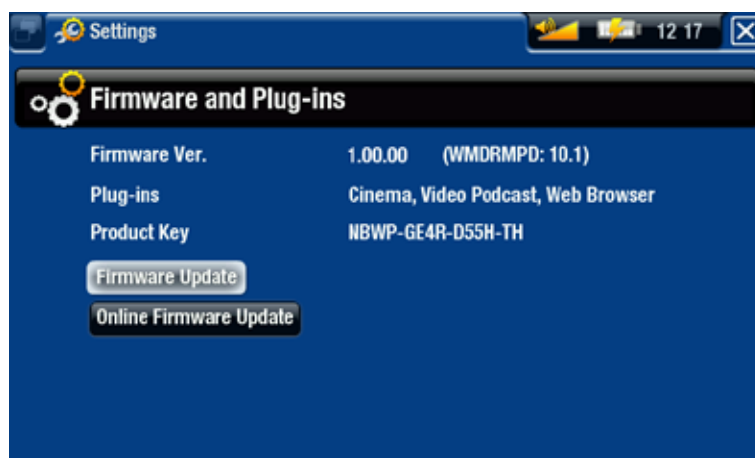 Settings 12 17
Firmware and Plug-ins
Firmware Ver. 1.00.00 (WMDRMPD: 10.1)
Plug-ins Cinema, Video Podcast, Web Browser
Product Key NBWP-GE4R-D55H-TH
Firmware Update
Online Firmware Update